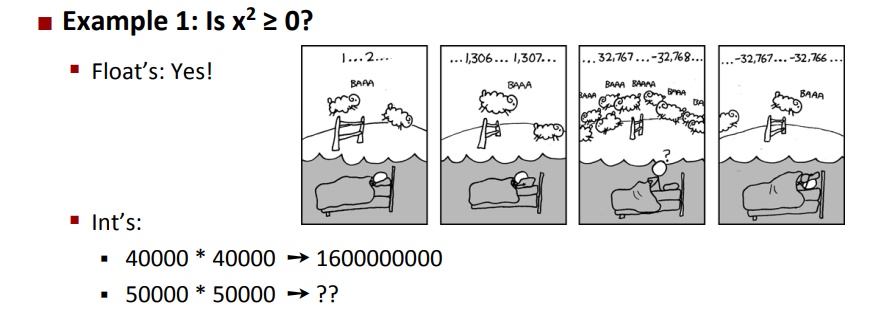 Example 1: Is x² ≥ 0?
Float's: Yes!
1...2...
BAAA
...1,306... 1,307...
BAAA
...32,767...-32,768...
BAAA BAAAA
BAAA
BAAA
BA
?
...-32,767...-32,766...
BAAA
Int's:
40000 * 40000 ➙ 1600000000
50000 * 50000 ➙ ??